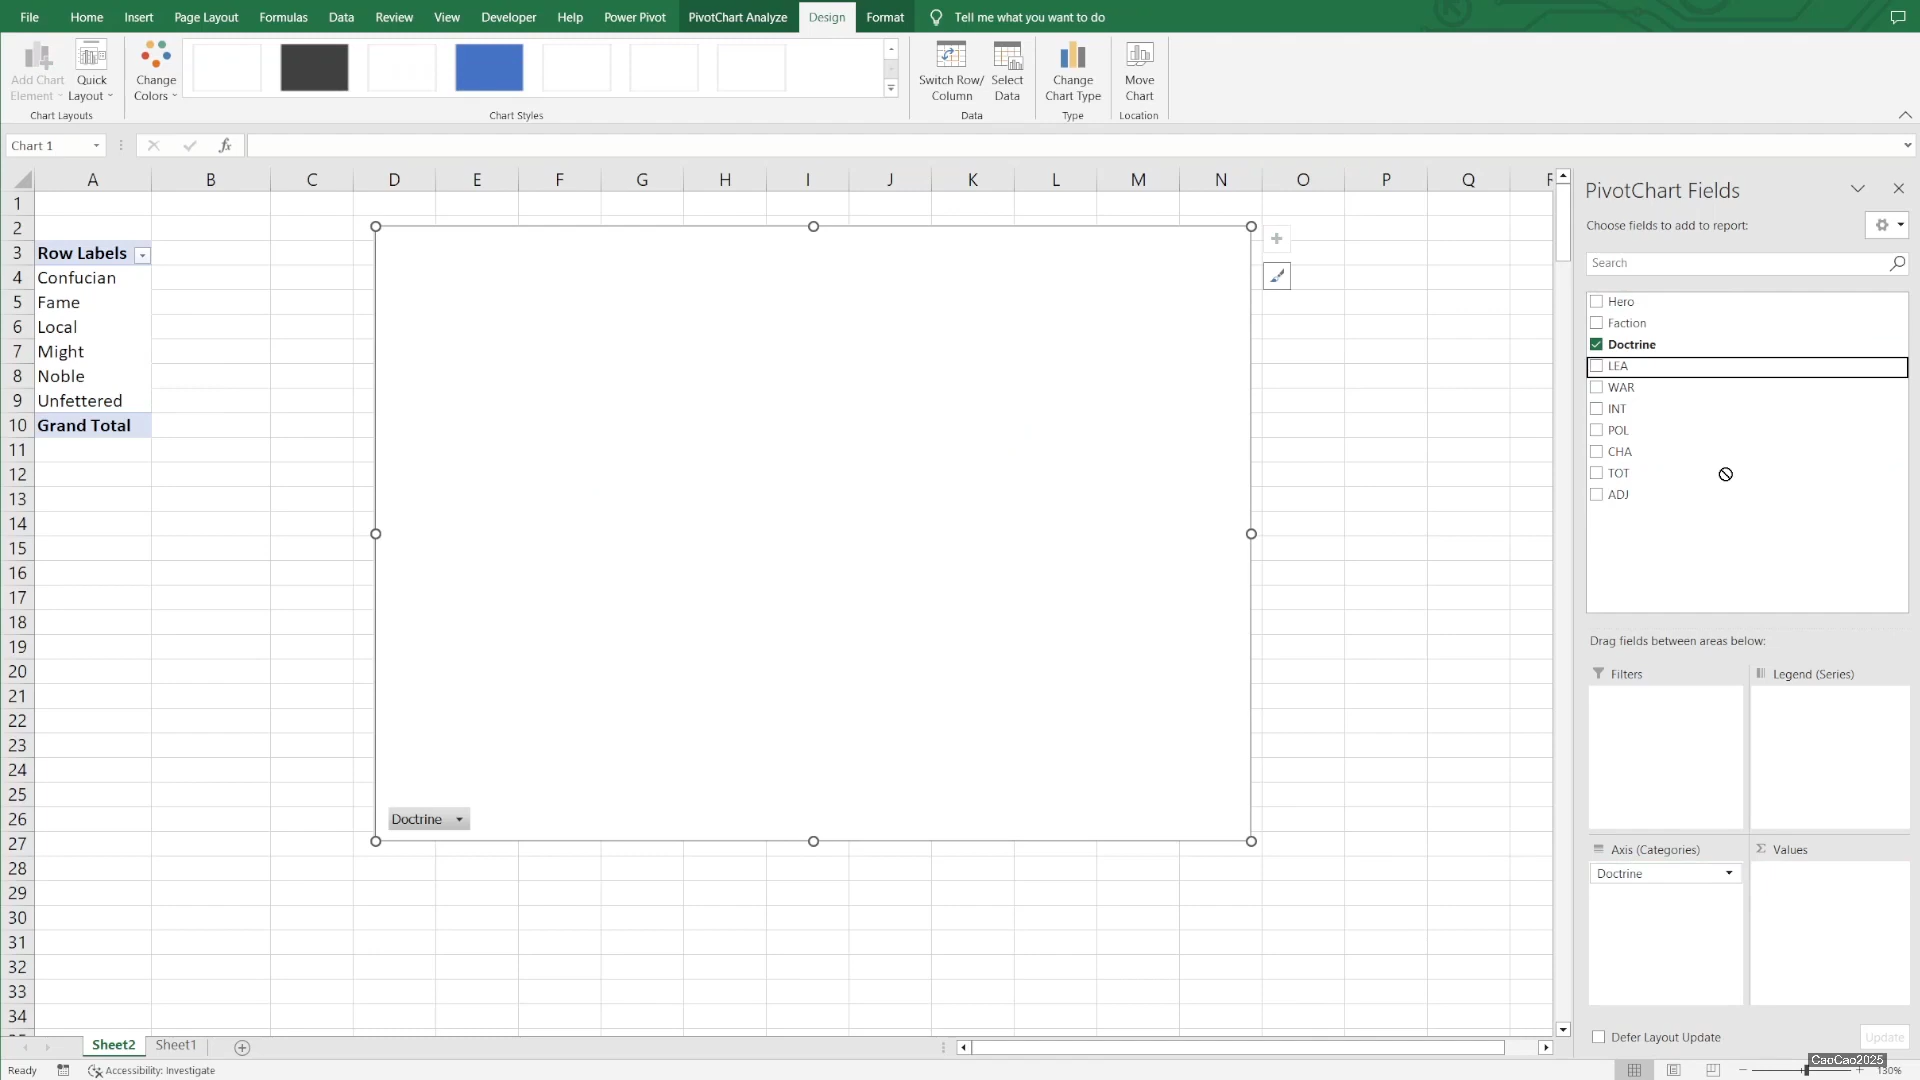 File Home Insert Page Layout Formulas Data Review View Developer Help Power Pivot PivotChart Analyze Design Format Tell me what you want to do
Add Chart Element
Quick Layout
Chart Layouts
Change Colors
Chart Styles
Switch Row/ Column
Select Data
Data
Change Chart Type
Type
Move Chart
Location
Chart 1
fx
A B C D E F G H I J K L M N O P Q
1
2
3 Row Labels
4 Confucian
5 Fame
6 Local
7 Might
8 Noble
9 Unfettered
10 Grand Total
11
12
13
14
15
16
17
18
19
20
21
22
23
24
25
26
27
28
29
30
31
32
33
34
Doctrine
PivotChart Fields
Choose fields to add to report:
Search
Hero
Faction
Doctrine
LEA
WAR
INT
POL
CHA
TOT
ADJ
Drag fields between areas below:
Filters
Legend (Series)
Axis (Categories)
Σ Values
Doctrine
Defer Layout Update
Update
Sheet2 Sheet1
Ready
Accessibility: Investigate
CaoCao2025
130%